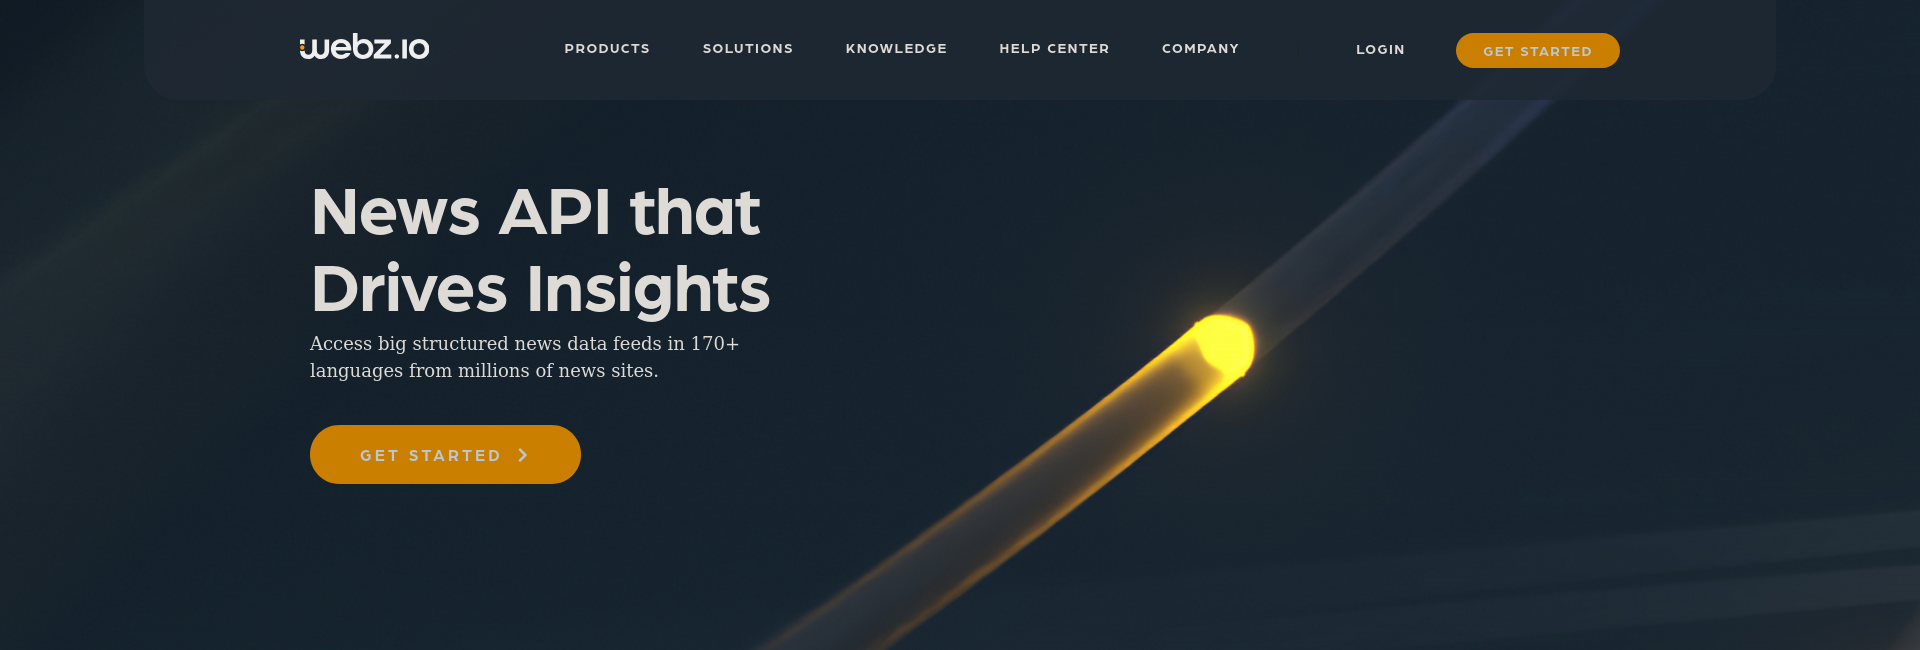 webz.io
PRODUCTS
SOLUTIONS
KNOWLEDGE
HELP CENTER
COMPANY
LOGIN
GET STARTED
News API that
Drives Insights
Access big structured news data feeds in 170+
languages from millions of news sites.
GET STARTED